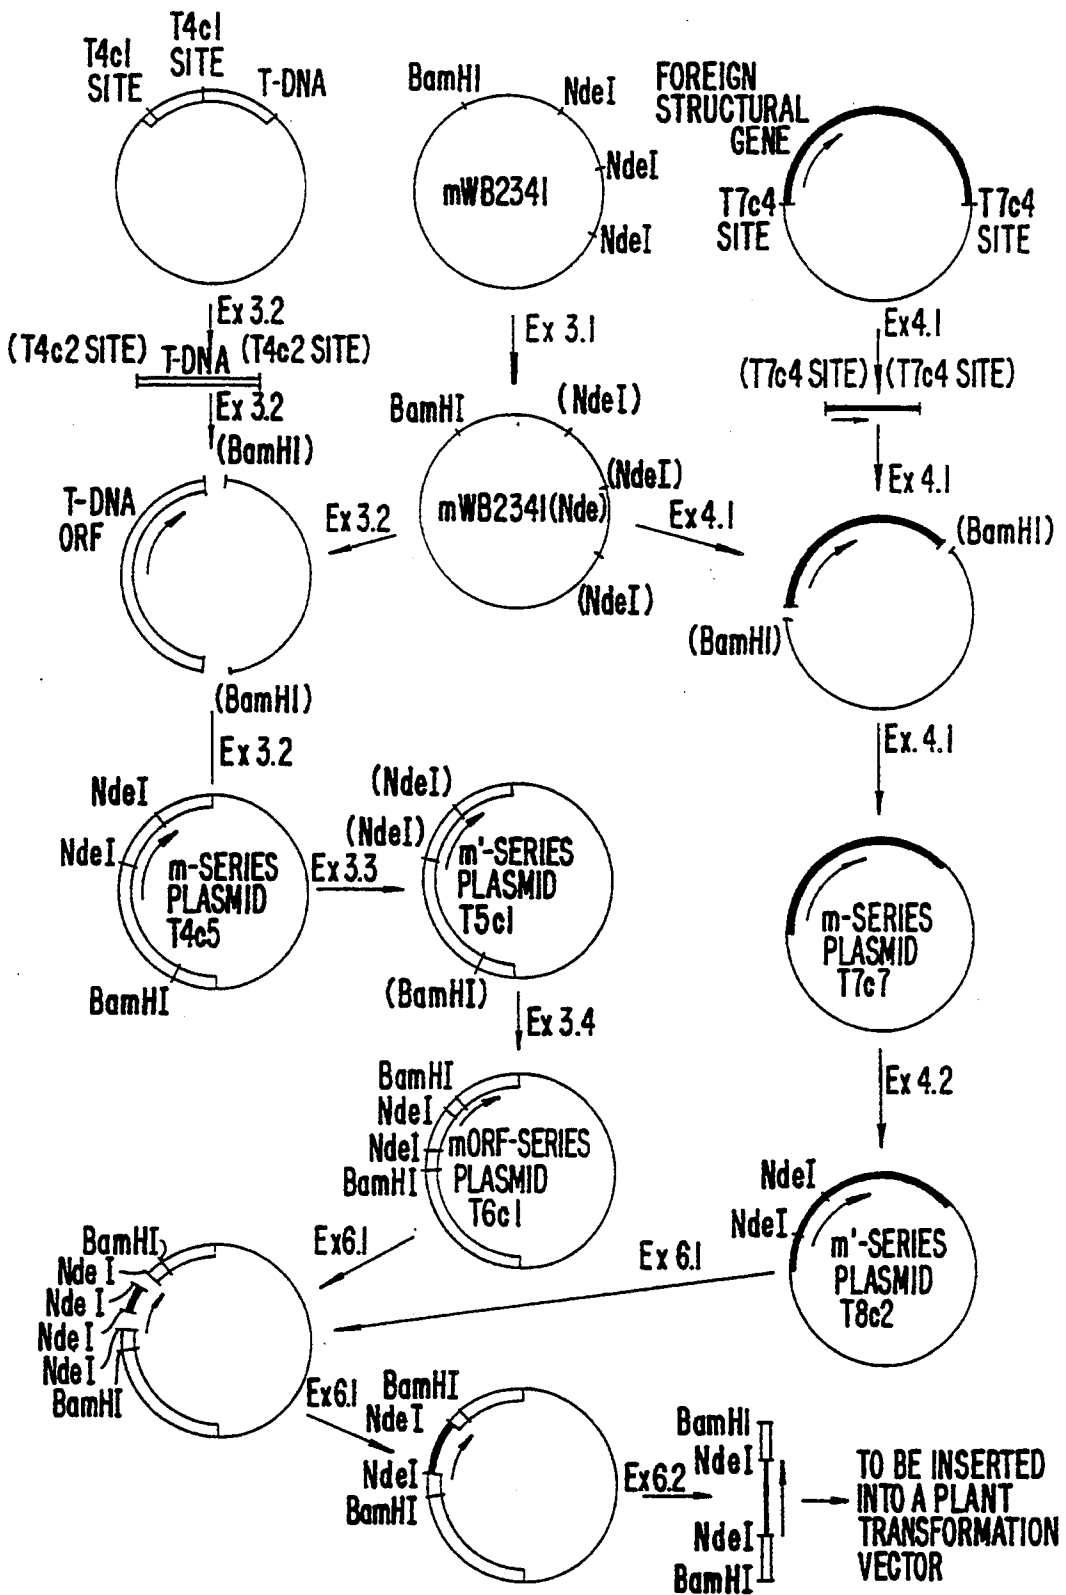 T4c1
SITE
T4c1
SITE
T-DNA
BamHI
NdeI
NdeI
NdeI
mWB2341
FOREIGN
STRUCTURAL
GENE
T7c4
SITE
T7c4
SITE
Ex 3.2
(T4c2 SITE)
T-DNA
(T4c2 SITE)
Ex 3.2
(BamHI)
Ex 3.1
Ex4.1
(T7c4 SITE)
(T7c4 SITE)
Ex 4.1
BamHI
(NdeI)
(NdeI)
mWB2341(Nde)
(NdeI)
T-DNA
ORF
Ex 3.2
Ex4.1
(BamHI)
(BamHI)
(BamHI)
Ex 3.2
Ex. 4.1
NdeI
NdeI
m-SERIES
PLASMID
T4c5
BamHI
Ex 3.3
(NdeI)
(NdeI)
m'-SERIES
PLASMID
T5c1
(BamHI)
m-SERIES
PLASMID
T7c7
Ex 3.4
Ex 4.2
BamHI
NdeI
NdeI
BamHI
mORF-SERIES
PLASMID
T6c1
NdeI
NdeI
m'-SERIES
PLASMID
T8c2
Ex6.1
Ex 6.1
BamHI
Nde I
Nde I
Nde I
Nde I
BamHI
Ex6.1
BamHI
NdeI
NdeI
BamHI
Ex6.2
BamHI
NdeI
NdeI
BamHI
TO BE INSERTED
INTO A PLANT
TRANSFORMATION
VECTOR